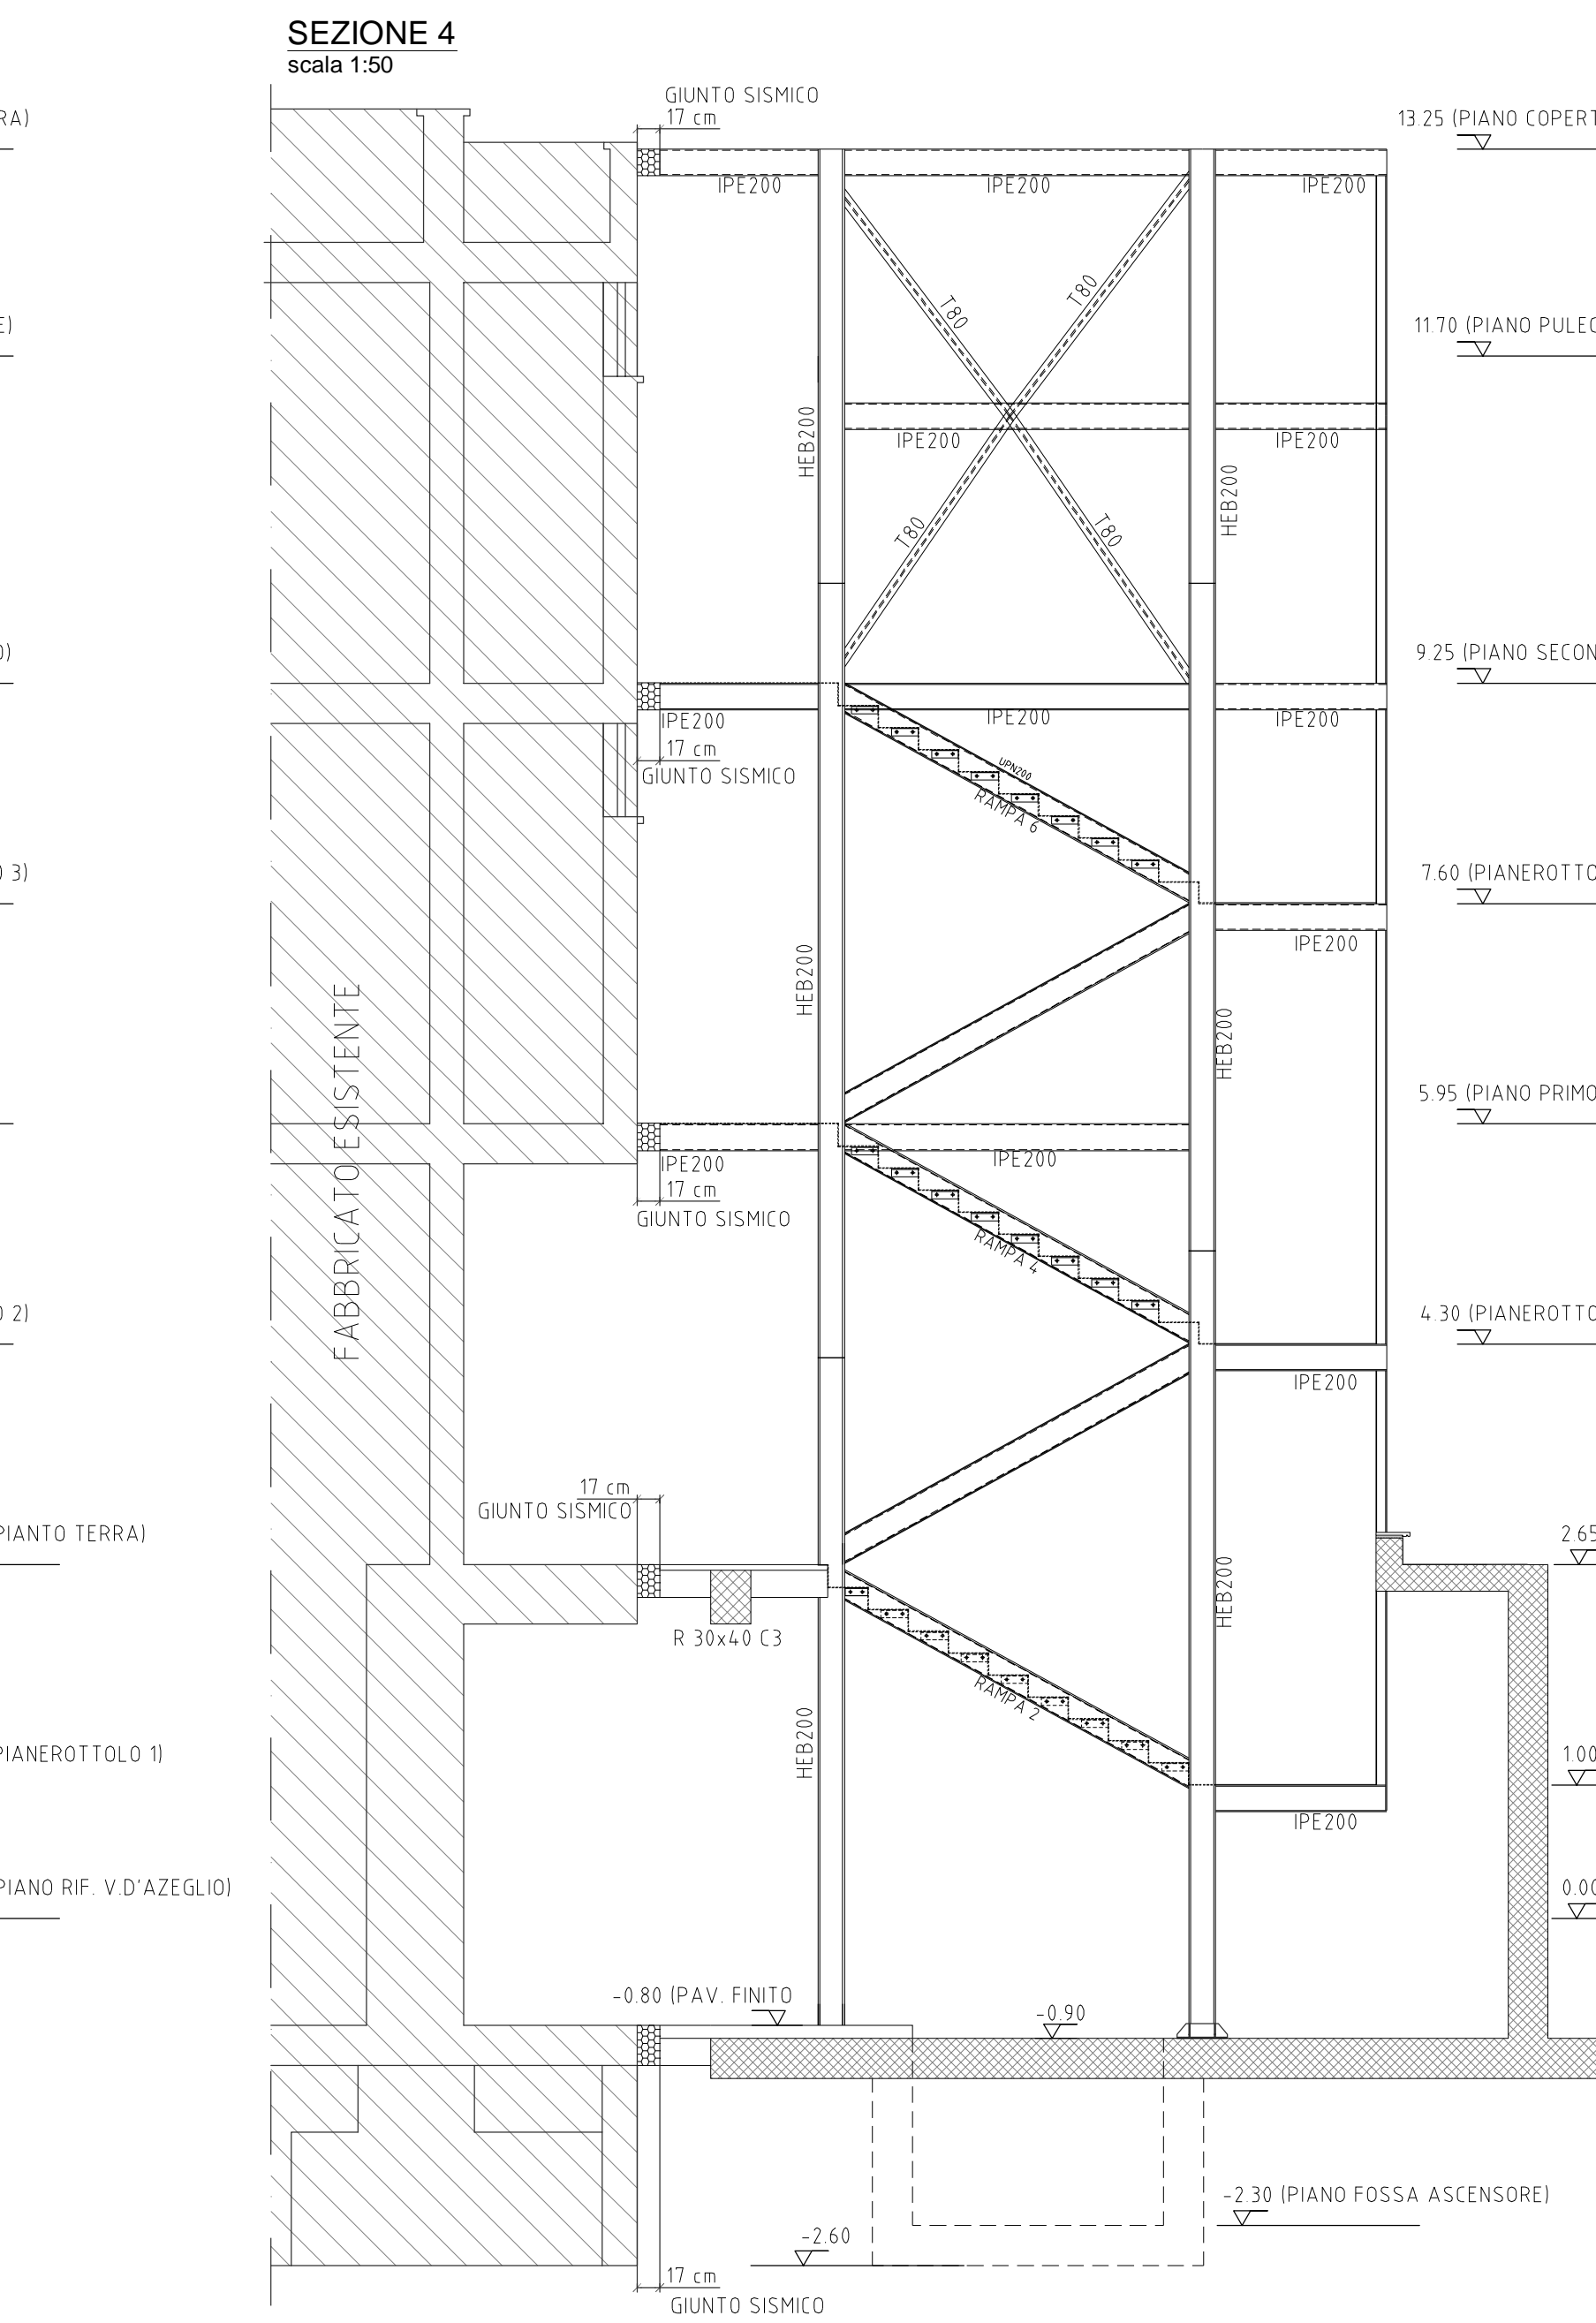 SEZIONE 4
scala 1:50
GIUNTO SISMICO
17 cm
RA)
13.25 (PIANO COPERT
IPE200
IPE200
IPE200
T80
T80
E)
11.70 (PIANO PULEG
HEB200
IPE200
IPE200
HEB200
T80
T80
O)
9.25 (PIANO SECON
IPE200
IPE200
IPE200
17 cm
GIUNTO SISMICO
UPN200
RAMPA 6
O 3)
7.60 (PIANEROTTO
IPE200
HEB200
HEB200
FABBRICATO ESISTENTE
5.95 (PIANO PRIMO
IPE200
IPE200
17 cm
GIUNTO SISMICO
RAMPA 4
O 2)
4.30 (PIANEROTTO
IPE200
17 cm
GIUNTO SISMICO
PIANTO TERRA)
2.65
HEB200
R 30x40 C3
RAMPA 2
HEB200
PIANEROTTOLO 1)
1.00
IPE200
PIANO RIF. V.D'AZEGLIO)
0.00
-0.80 (PAV. FINITO
-0.90
-2.30 (PIANO FOSSA ASCENSORE)
-2.60
17 cm
GIUNTO SISMICO